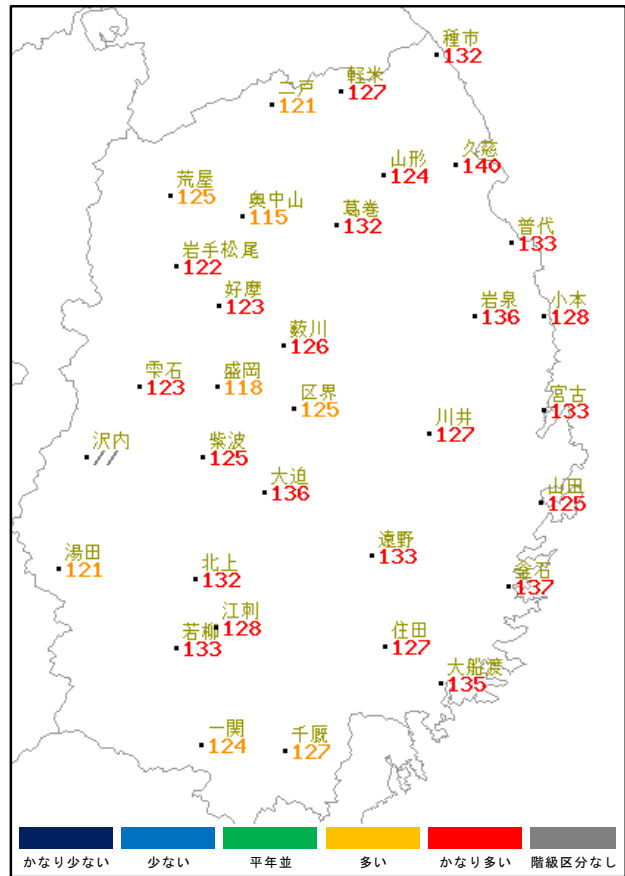 種市
132
軽米
127
二戸
121
久慈
140
山形
124
荒屋
125
奥中山
115
葛巻
132
普代
133
岩手松尾
122
好摩
123
岩泉
136
小本
128
藪川
126
雫石
123
盛岡
118
区界
125
宮古
133
川井
127
沢内
//
紫波
125
大迫
136
山田
125
湯田
121
北上
132
遠野
133
釜石
137
江刺
128
若柳
133
住田
127
大船渡
135
一関
124
千厩
127
かなり少ない 少ない 平年並 多い かなり多い 階級区分なし